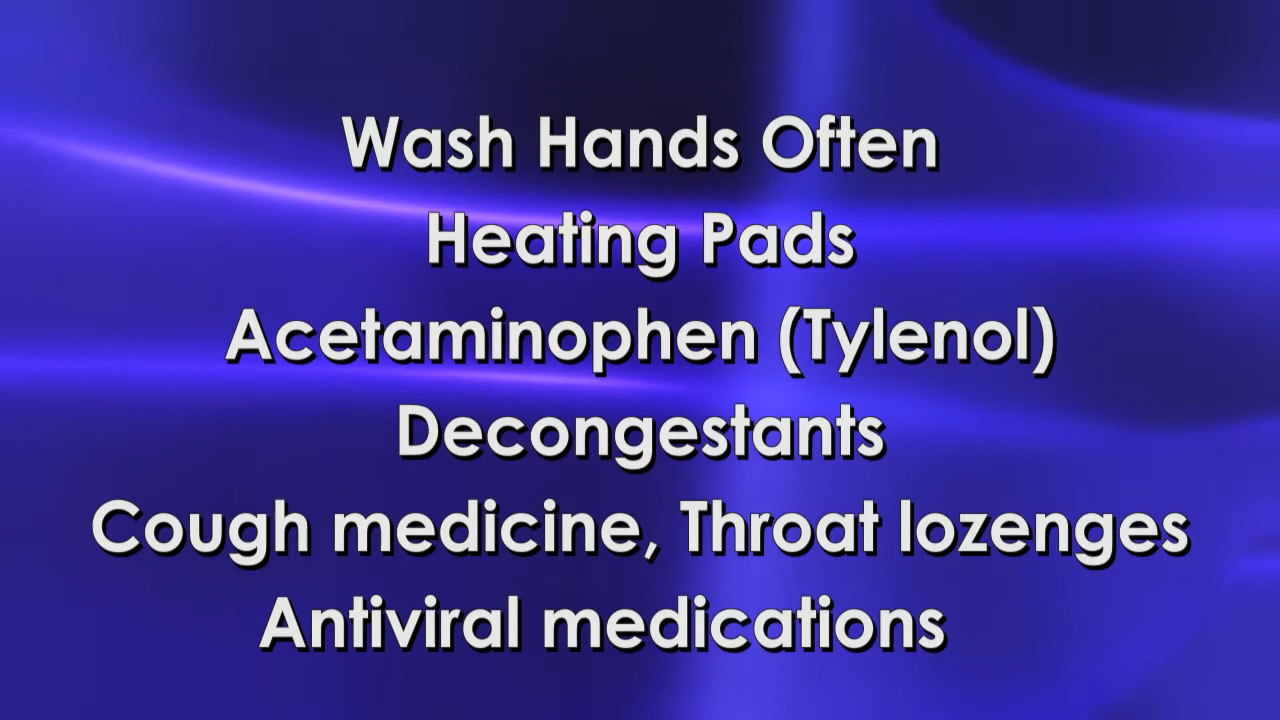 Wash Hands Often
Heating Pads
Acetaminophen (Tylenol)
Decongestants
Cough medicine, Throat lozenges
Antiviral medications